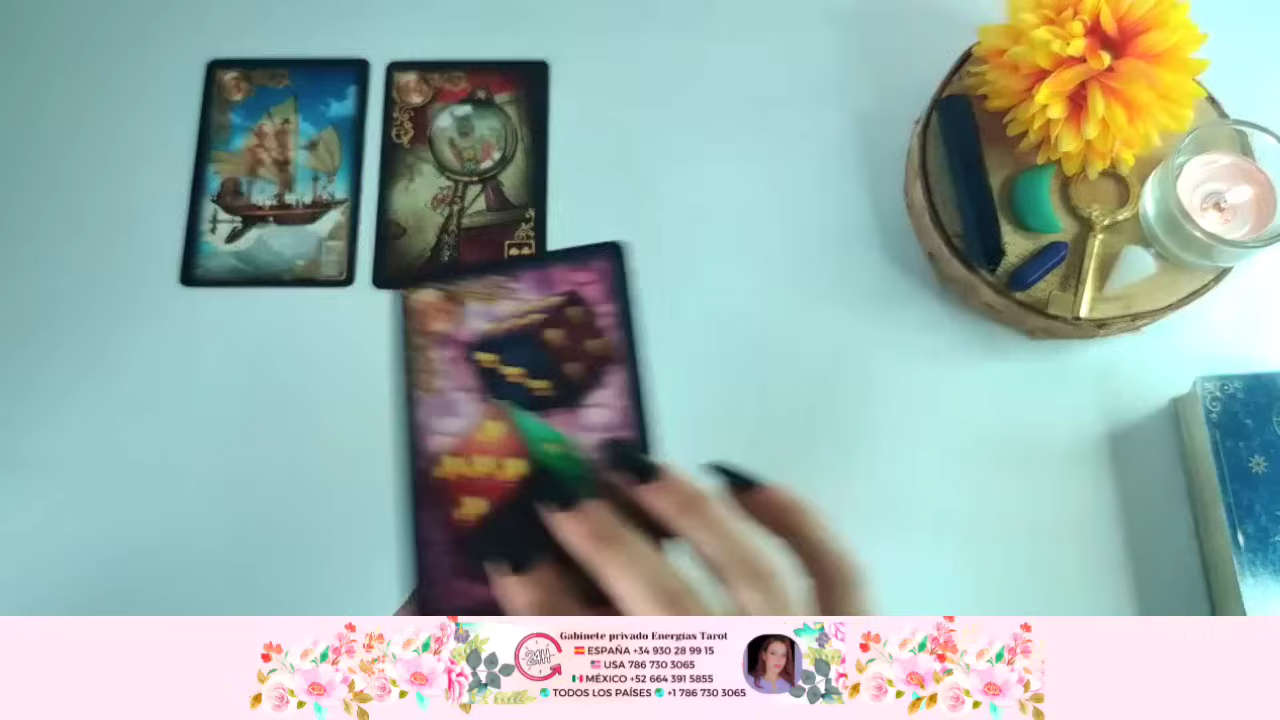 Gabinete privado Energías Tarot
24H
ESPAÑA +34 930 28 99 15
USA 786 730 3065
MÉXICO +52 664 391 5855
TODOS LOS PAÍSES +1 786 730 3065